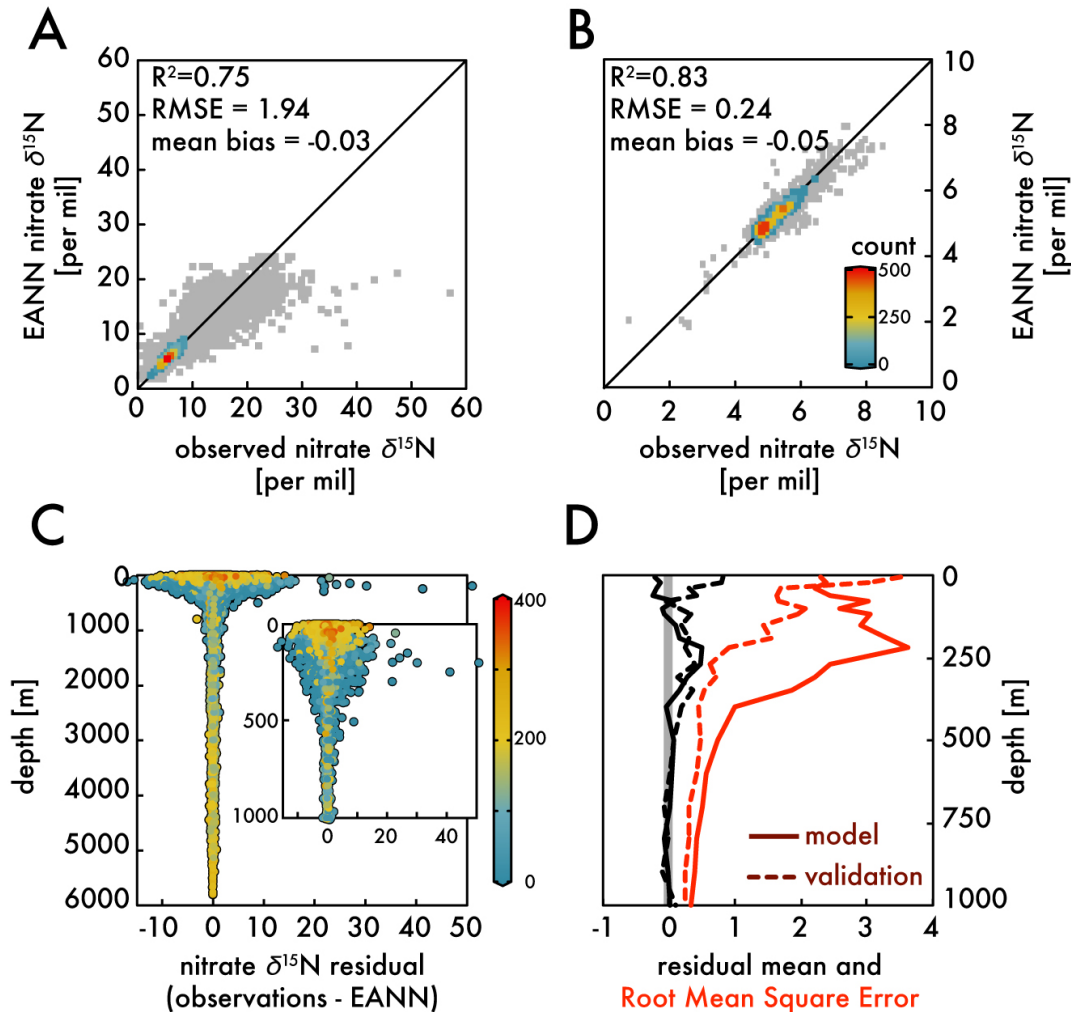 A
60
50
40
30
20
10
0
R²=0.75
RMSE = 1.94
mean bias = -0.03
EANN nitrate δ¹⁵N
[per mil]
0 10 20 30 40 50 60
observed nitrate δ¹⁵N
[per mil]
B
10
8
6
4
2
0
R²=0.83
RMSE = 0.24
mean bias = -0.05
count
500
250
0
EANN nitrate δ¹⁵N
[per mil]
0 2 4 6 8 10
observed nitrate δ¹⁵N
[per mil]
C
0
1000
2000
3000
4000
5000
6000
depth [m]
0
500
1000
0 20 40
400
200
0
-10 0 10 20 30 40 50
nitrate δ¹⁵N residual
(observations - EANN)
D
0
250
500
750
1000
depth [m]
model
validation
-1 0 1 2 3 4
residual mean and
Root Mean Square Error